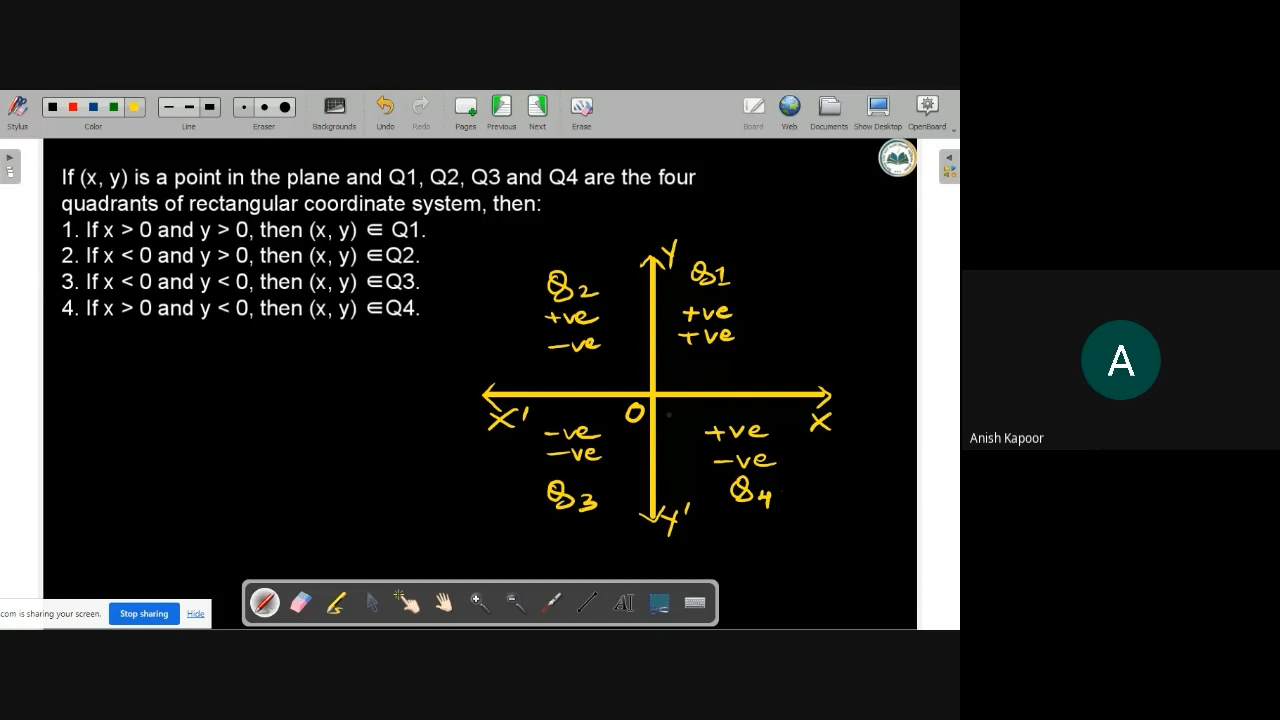 Stylus
Color
Line
Eraser
Backgrounds
Undo
Redo
Pages
Previous
Next
Erase
Board
Web
Documents
Show Desktop
OpenBoard
If (x, y) is a point in the plane and Q1, Q2, Q3 and Q4 are the four
quadrants of rectangular coordinate system, then:
1. If x > 0 and y > 0, then (x, y) ∈ Q1.
2. If x < 0 and y > 0, then (x, y) ∈Q2.
3. If x < 0 and y < 0, then (x, y) ∈Q3.
4. If x > 0 and y < 0, then (x, y) ∈Q4.
Y
Q2
+ve
-ve
Q1
+ve
+ve
X'
O
X
-ve
-ve
Q3
+ve
-ve
Q4
Y'
A
Anish Kapoor
com is sharing your screen.
Stop sharing
Hide
AI